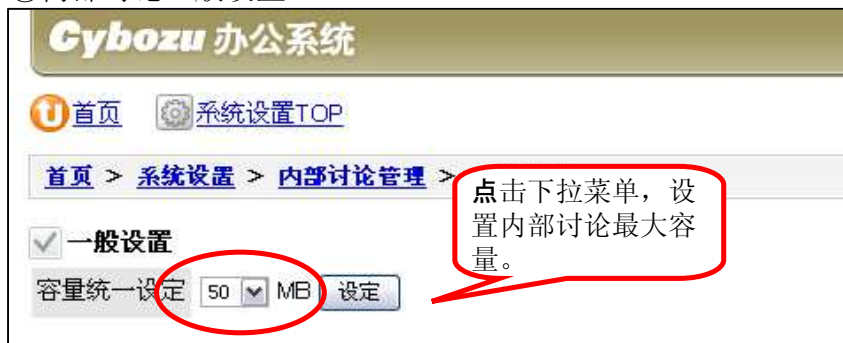 Cybozu 办公系统
首页 系统设置TOP
首页 > 系统设置 > 内部讨论管理 >
点击下拉菜单，设
置内部讨论最大容
量。
一般设置
容量统一设定 50 MB 设定